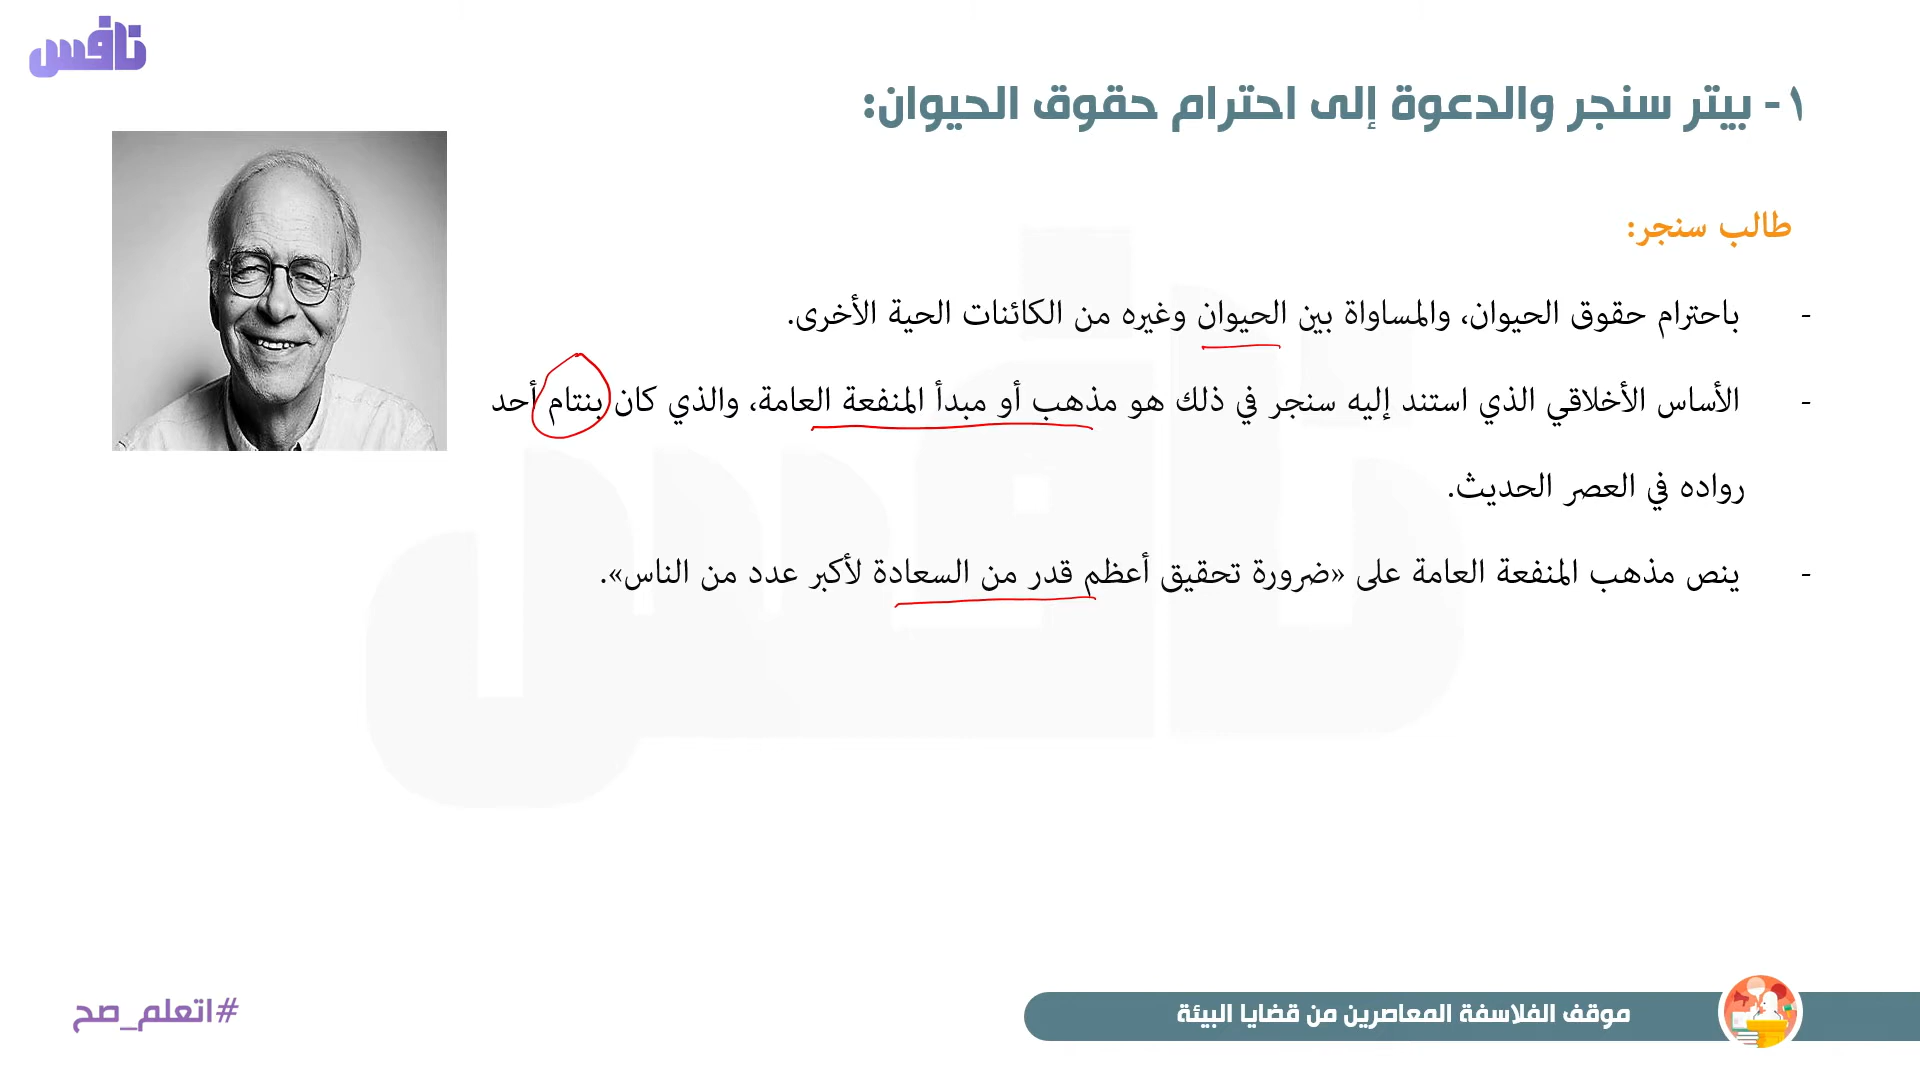 نافس
١- بيتر سنجر والدعوة إلى احترام حقوق الحيوان:
طالب سنجر:
- باحترام حقوق الحيوان، والمساواة بين الحيوان وغيره من الكائنات الحية الأخرى.
- الأساس الأخلاقي الذي استند إليه سنجر في ذلك هو مذهب أو مبدأ المنفعة العامة، والذي كان بنتام أحد
رواده في العصر الحديث.
- ينص مذهب المنفعة العامة على «ضرورة تحقيق أعظم قدر من السعادة لأكبر عدد من الناس».
موقف الفلاسفة المعاصرين من قضايا البيئة
#اتعلم_صح